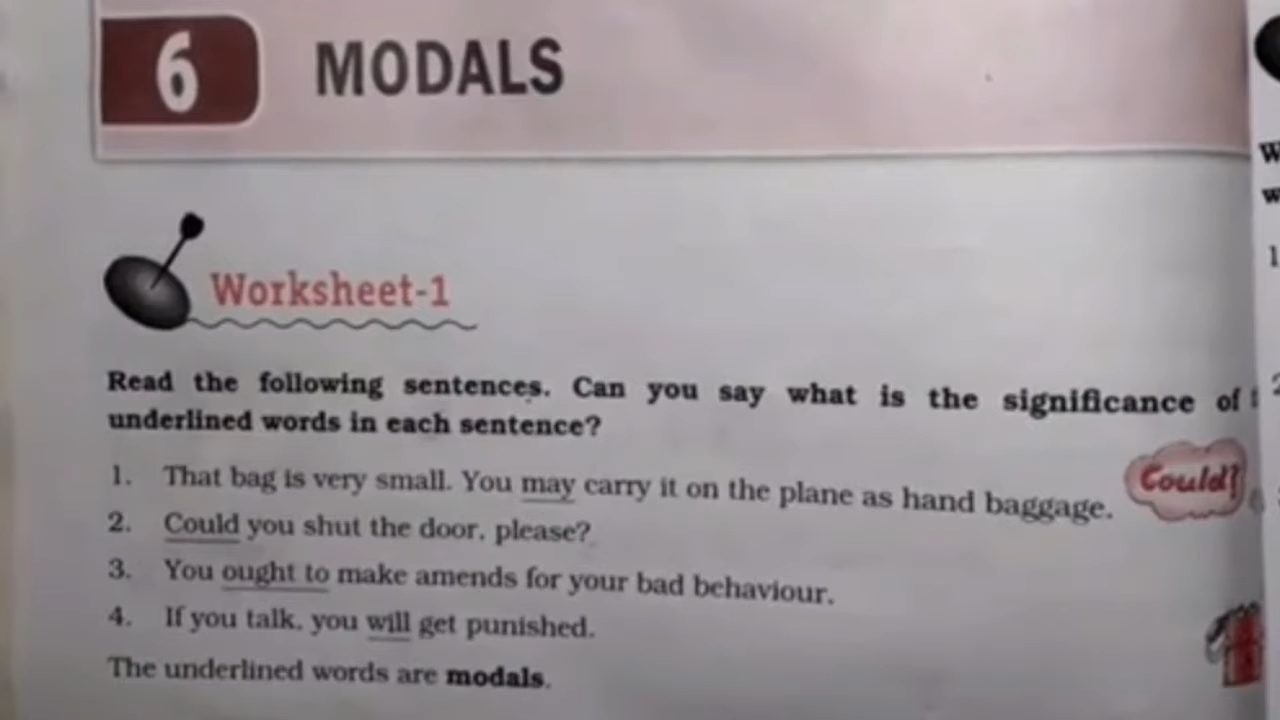 6 MODALS
Worksheet-1
Read the following sentences. Can you say what is the significance of
underlined words in each sentence?
1. That bag is very small. You may carry it on the plane as hand baggage.
Could?
2. Could you shut the door, please?
3. You ought to make amends for your bad behaviour.
4. If you talk, you will get punished.
The underlined words are modals.